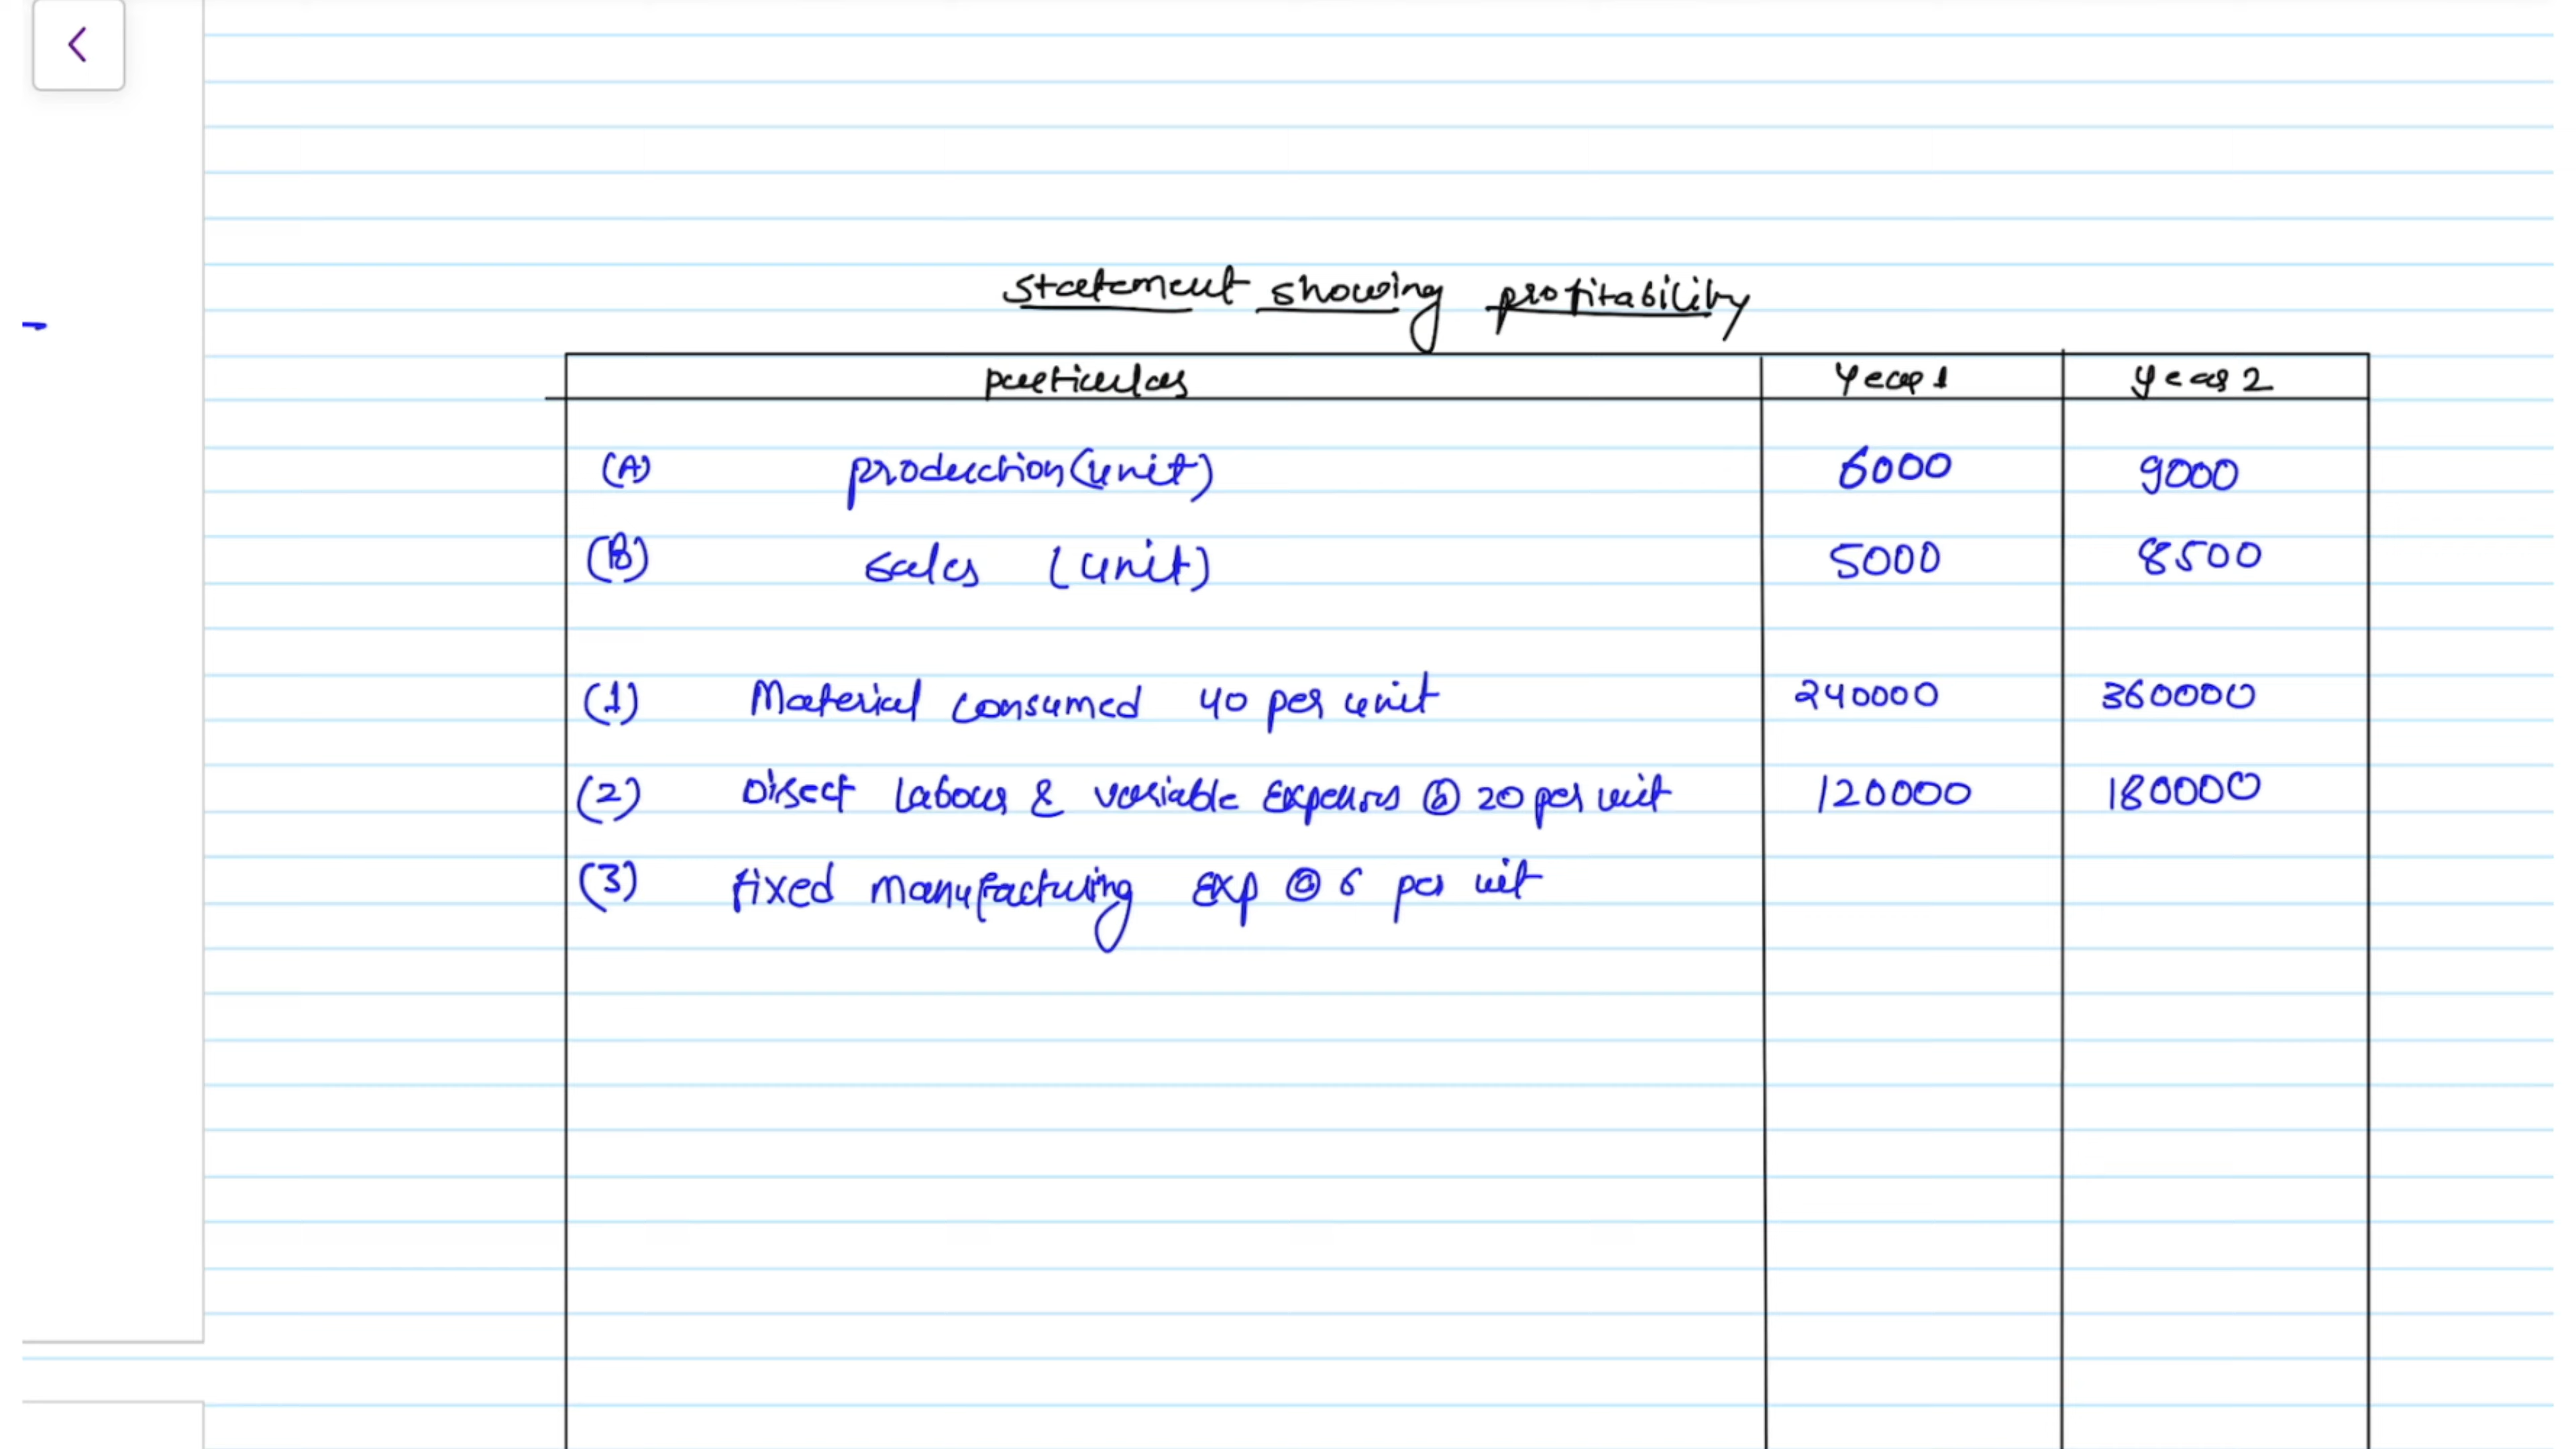 Statement showing profitability
Particulars Year 1 Year 2
(A) production (unit) 6000 9000
(B) sales (unit) 5000 8500
(1) Material consumed 40 per unit 240000 360000
(2) Direct Labour & variable Expenses @ 20 per unit 120000 180000
(3) Fixed manufacturing Exp @ 6 per unit